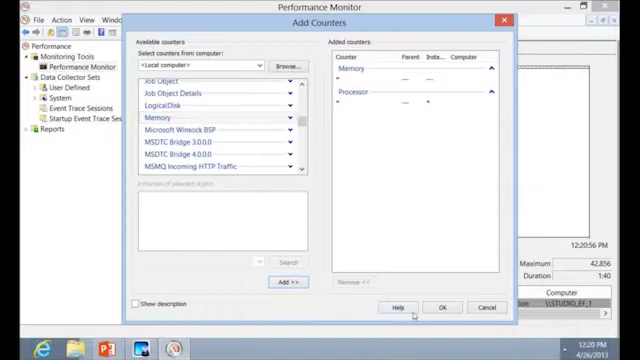 Performance Monitor
File Action
Performance
Monitoring Tools
Performance Monitor
Data Collector Sets
User Defined
System
Event Trace Sessions
Startup Event Trace Ses
Reports
Add Counters
Available counters
Select counters from computer:
<Local computer>
Browse...
Job Object
Job Object Details
LogicalDisk
Memory
Microsoft Winsock BSP
MSDTC Bridge 3.0.0.0
MSDTC Bridge 4.0.0.0
MSMQ Incoming HTTP Traffic
Instances of selected object:
Search
Add >>
Show description
Added counters
Counter Parent Insta... Computer
Memory
* --- ---
Processor
* --- *
Remove <<
Help OK Cancel
12:20:56 PM
Maximum 42.856
Duration 1:40
Computer
\\STUDIO_EF_1
12:20 PM
4/26/2013